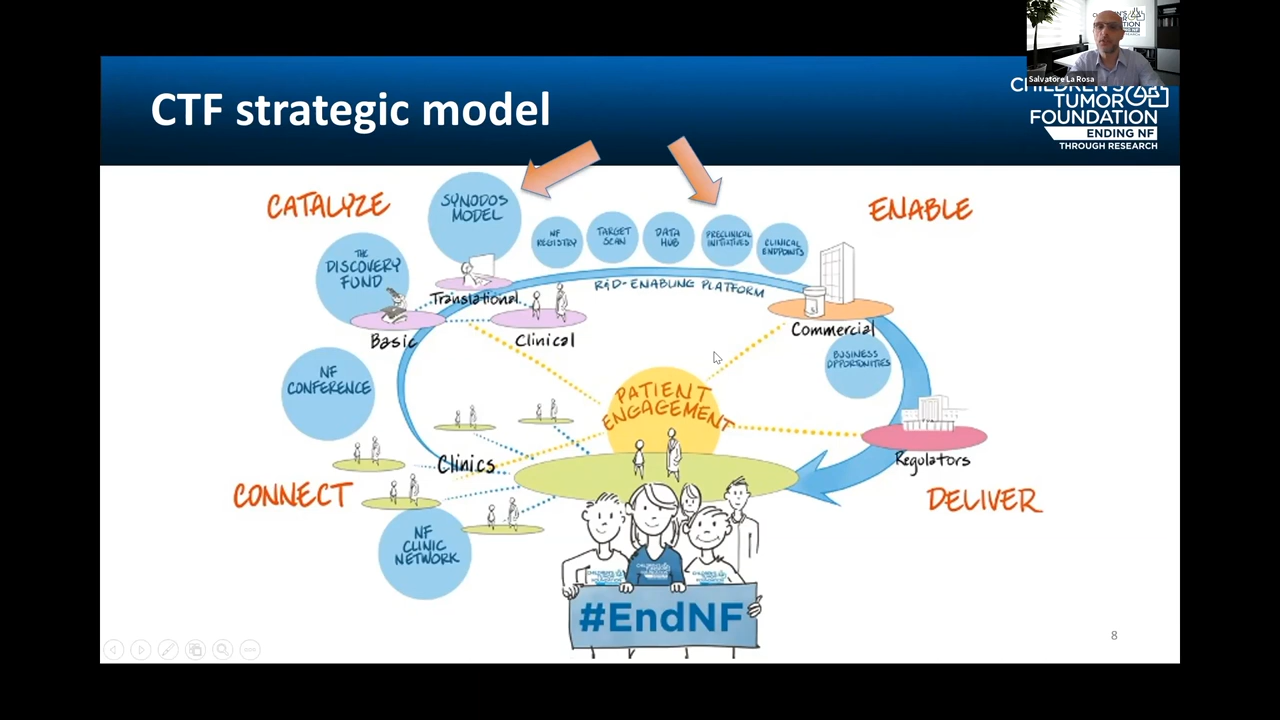 Salvatore La Rosa
CTF strategic model
CHILDREN'S
TUMOR
FOUNDATION
ENDING NF
THROUGH RESEARCH
CATALYZE
SYNODOS
MODEL
NF
REGISTRY
TARGET
SCAN
DATA
HUB
PRECLINICAL
INITIATIVES
CLINICAL
ENDPOINTS
ENABLE
THE
DISCOVERY
FUND
Translational
R&D-ENABLING PLATFORM
Basic
Clinical
Commercial
BUSINESS
OPPORTUNITIES
NF
CONFERENCE
PATIENT
ENGAGEMENT
Clinics
Regulators
CONNECT
DELIVER
NF
CLINIC
NETWORK
#EndNF
8